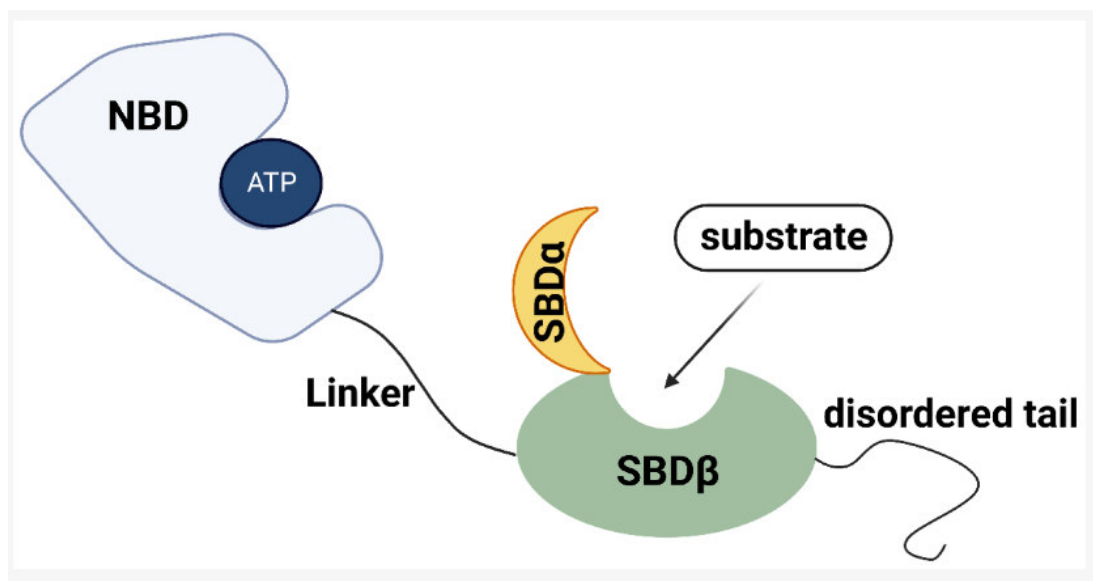 NBD
ATP
SBDα
substrate
Linker
disordered tail
SBDβ